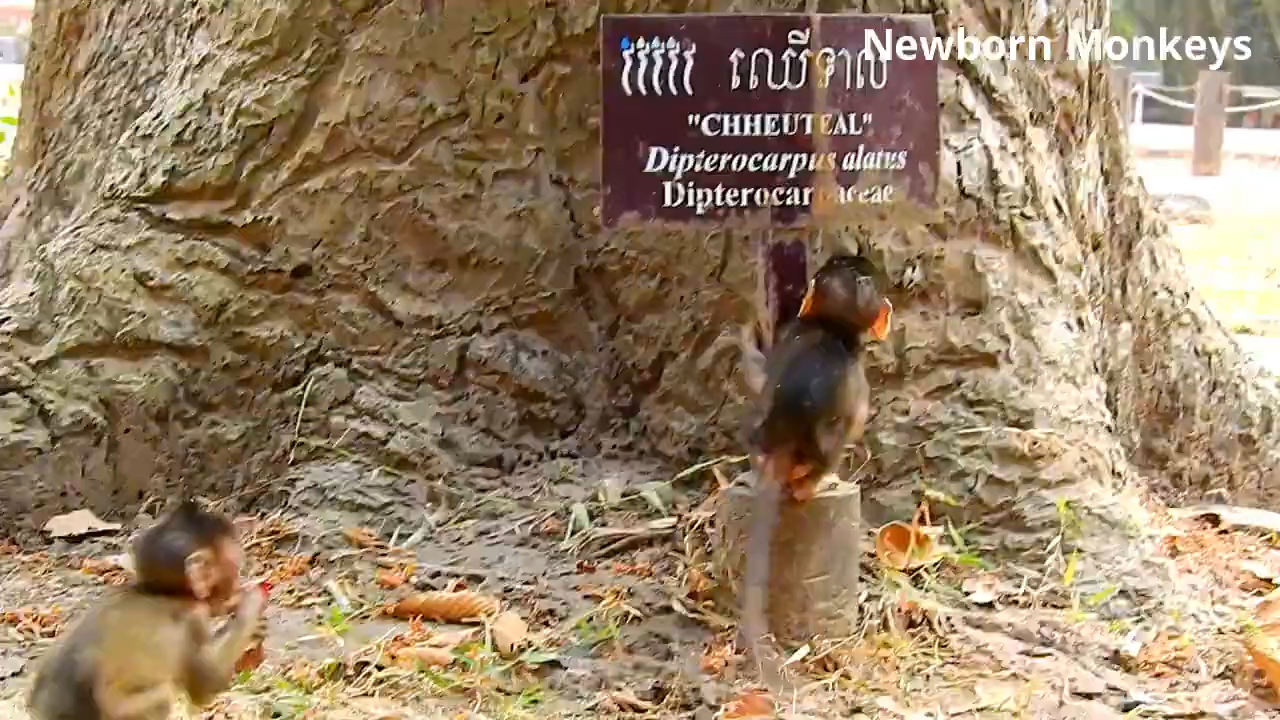 Newborn Monkeys
ឈើទាល
"CHHEUTEAL"
Dipterocarpus alatus
Dipterocarpaceae